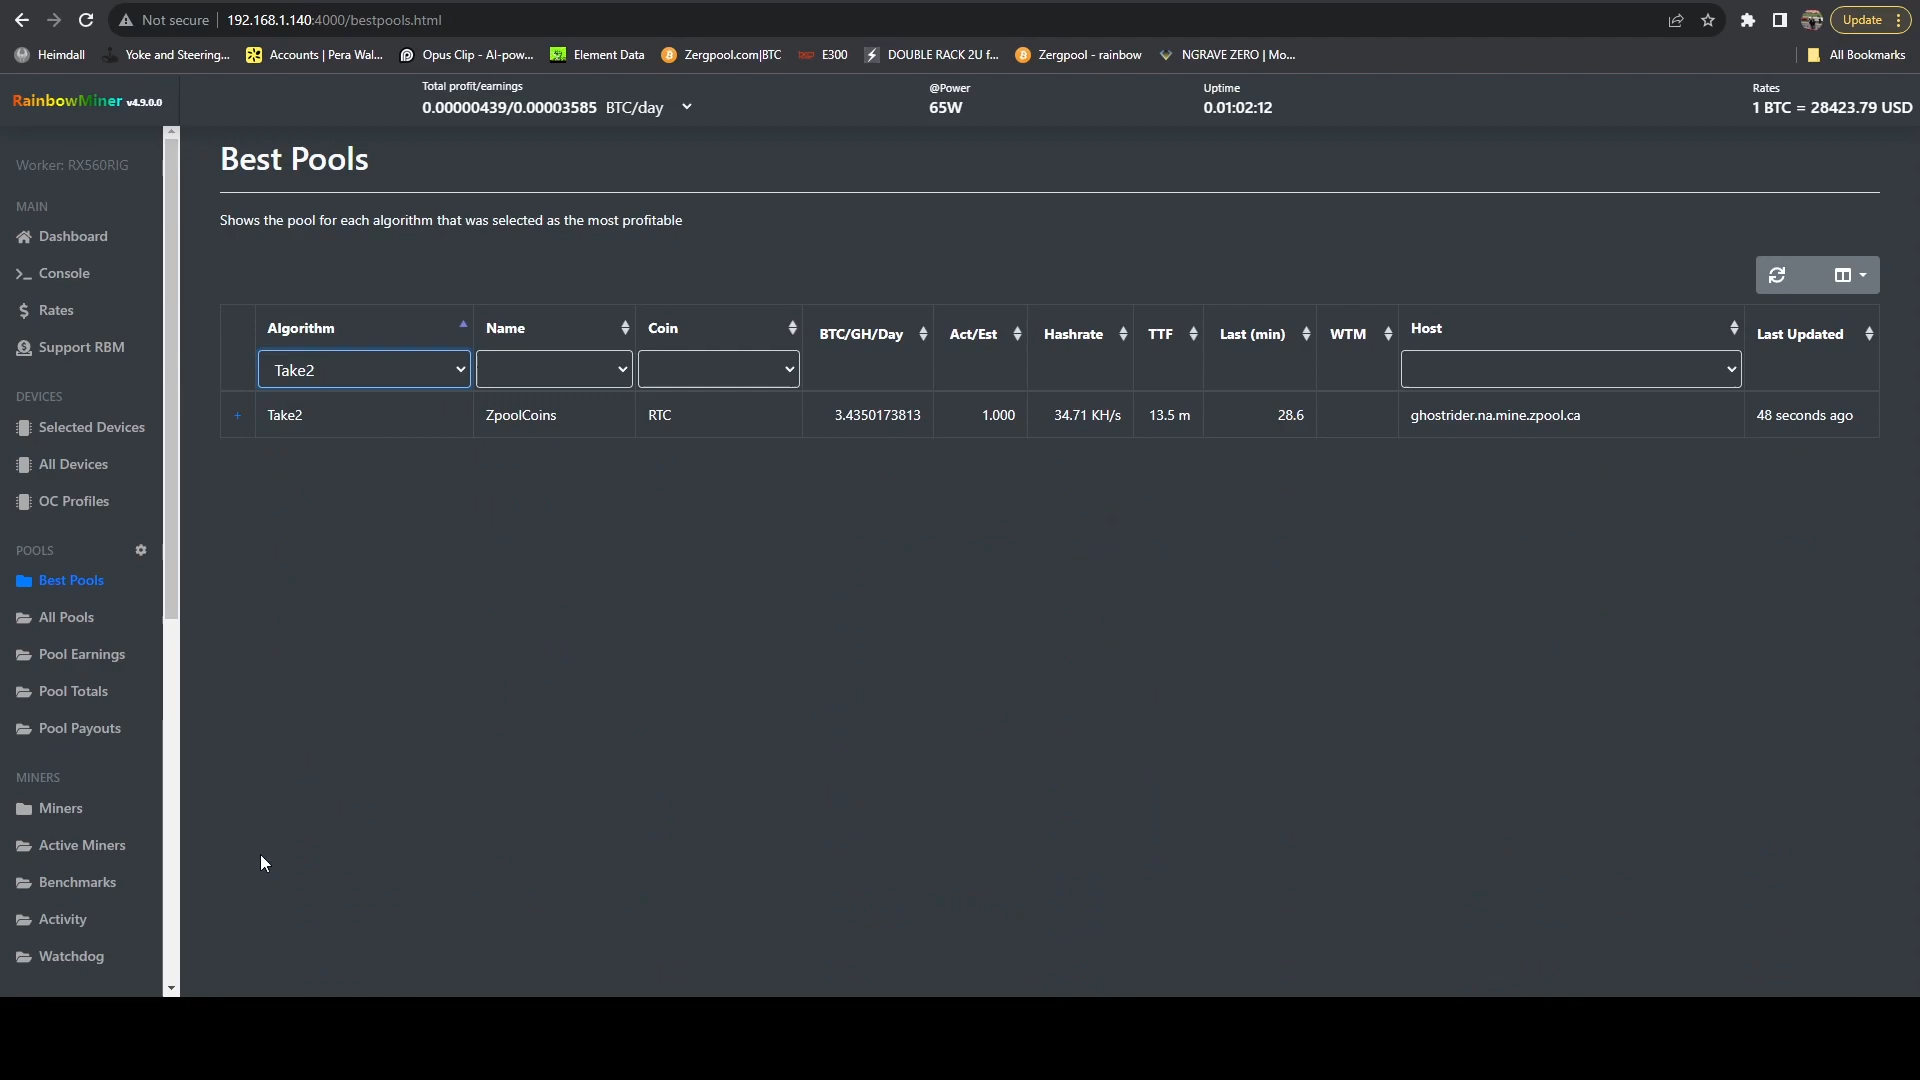 Not secure 192.168.1.140:4000/bestpools.html Update
Heimdall Yoke and Steering... Accounts | Pera Wal... Opus Clip - AI-pow... Element Data Zergpool.com|BTC E300 DOUBLE RACK 2U f... Zergpool - rainbow NGRAVE ZERO | Mo... All Bookmarks
RainbowMiner v4.9.0.0
Total profit/earnings
0.00000439/0.00003585 BTC/day
@Power
65W
Uptime
0.01:02:12
Rates
1 BTC = 28423.79 USD
Worker: RX560RIG
MAIN
Dashboard
Console
Rates
Support RBM
DEVICES
Selected Devices
All Devices
OC Profiles
POOLS
Best Pools
All Pools
Pool Earnings
Pool Totals
Pool Payouts
MINERS
Miners
Active Miners
Benchmarks
Activity
Watchdog
Best Pools
Shows the pool for each algorithm that was selected as the most profitable
Algorithm Name Coin BTC/GH/Day Act/Est Hashrate TTF Last (min) WTM Host Last Updated
Take2
+ Take2 ZpoolCoins RTC 3.4350173813 1.000 34.71 KH/s 13.5 m 28.6 ghostrider.na.mine.zpool.ca 48 seconds ago